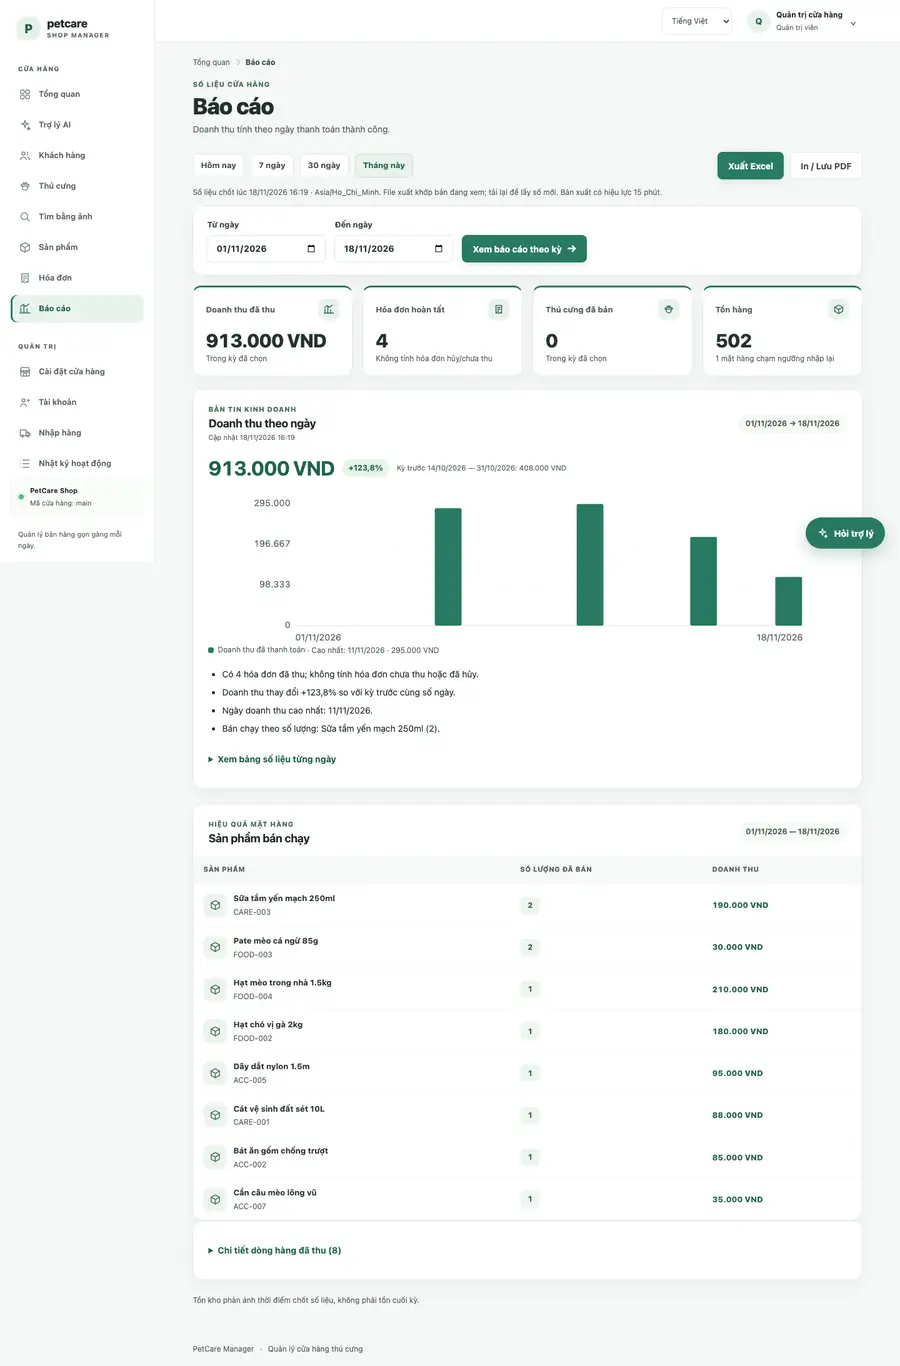 P
petcare
SHOP MANAGER
CỬA HÀNG
Tổng quan
Trợ lý AI
Khách hàng
Thú cưng
Tìm bằng ảnh
Sản phẩm
Hóa đơn
Báo cáo
QUẢN TRỊ
Cài đặt cửa hàng
Tài khoản
Nhập hàng
Nhật ký hoạt động
PetCare Shop
Mã cửa hàng: main
Quản lý bán hàng gọn gàng mỗi
ngày.
Tiếng Việt
Q
Quản trị cửa hàng
Quản trị viên
Tổng quan > Báo cáo
SỐ LIỆU CỬA HÀNG
Báo cáo
Doanh thu tính theo ngày thanh toán thành công.
Hôm nay
7 ngày
30 ngày
Tháng này
Xuất Excel
In / Lưu PDF
Số liệu chốt lúc 18/11/2026 16:19 · Asia/Ho_Chi_Minh. File xuất khớp bản đang xem; tải lại để lấy số mới. Bản xuất có hiệu lực 15 phút.
Từ ngày
Đến ngày
01/11/2026
18/11/2026
Xem báo cáo theo kỳ →
Doanh thu đã thu
913.000 VND
Trong kỳ đã chọn
Hóa đơn hoàn tất
4
Không tính hóa đơn hủy/chưa thu
Thú cưng đã bán
0
Trong kỳ đã chọn
Tồn hàng
502
1 mặt hàng chạm ngưỡng nhập lại
BẢN TIN KINH DOANH
Doanh thu theo ngày
Cập nhật 18/11/2026 16:19
01/11/2026 → 18/11/2026
913.000 VND
+123,8%
Kỳ trước 14/10/2026 — 31/10/2026: 408.000 VND
295.000
196.667
98.333
0
01/11/2026
18/11/2026
Doanh thu đã thanh toán · Cao nhất: 11/11/2026 · 295.000 VND
• Có 4 hóa đơn đã thu; không tính hóa đơn chưa thu hoặc đã hủy.
• Doanh thu thay đổi +123,8% so với kỳ trước cùng số ngày.
• Ngày doanh thu cao nhất: 11/11/2026.
• Bán chạy theo số lượng: Sữa tắm yến mạch 250ml (2).
Xem bảng số liệu từng ngày
Hỏi trợ lý
HIỆU QUẢ MẶT HÀNG
Sản phẩm bán chạy
01/11/2026 — 18/11/2026
SẢN PHẨM
SỐ LƯỢNG ĐÃ BÁN
DOANH THU
Sữa tắm yến mạch 250ml
CARE-003
2
190.000 VND
Pate mèo cá ngừ 85g
FOOD-003
2
30.000 VND
Hạt mèo trong nhà 1.5kg
FOOD-004
1
210.000 VND
Hạt chó vị gà 2kg
FOOD-002
1
180.000 VND
Dây dắt nylon 1.5m
ACC-005
1
95.000 VND
Cát vệ sinh đất sét 10L
CARE-001
1
88.000 VND
Bát ăn gốm chống trượt
ACC-002
1
85.000 VND
Cần câu mèo lông vũ
ACC-007
1
35.000 VND
Chi tiết dòng hàng đã thu (8)
Tồn kho phản ánh thời điểm chốt số liệu, không phải tồn cuối kỳ.
PetCare Manager · Quản lý cửa hàng thú cưng